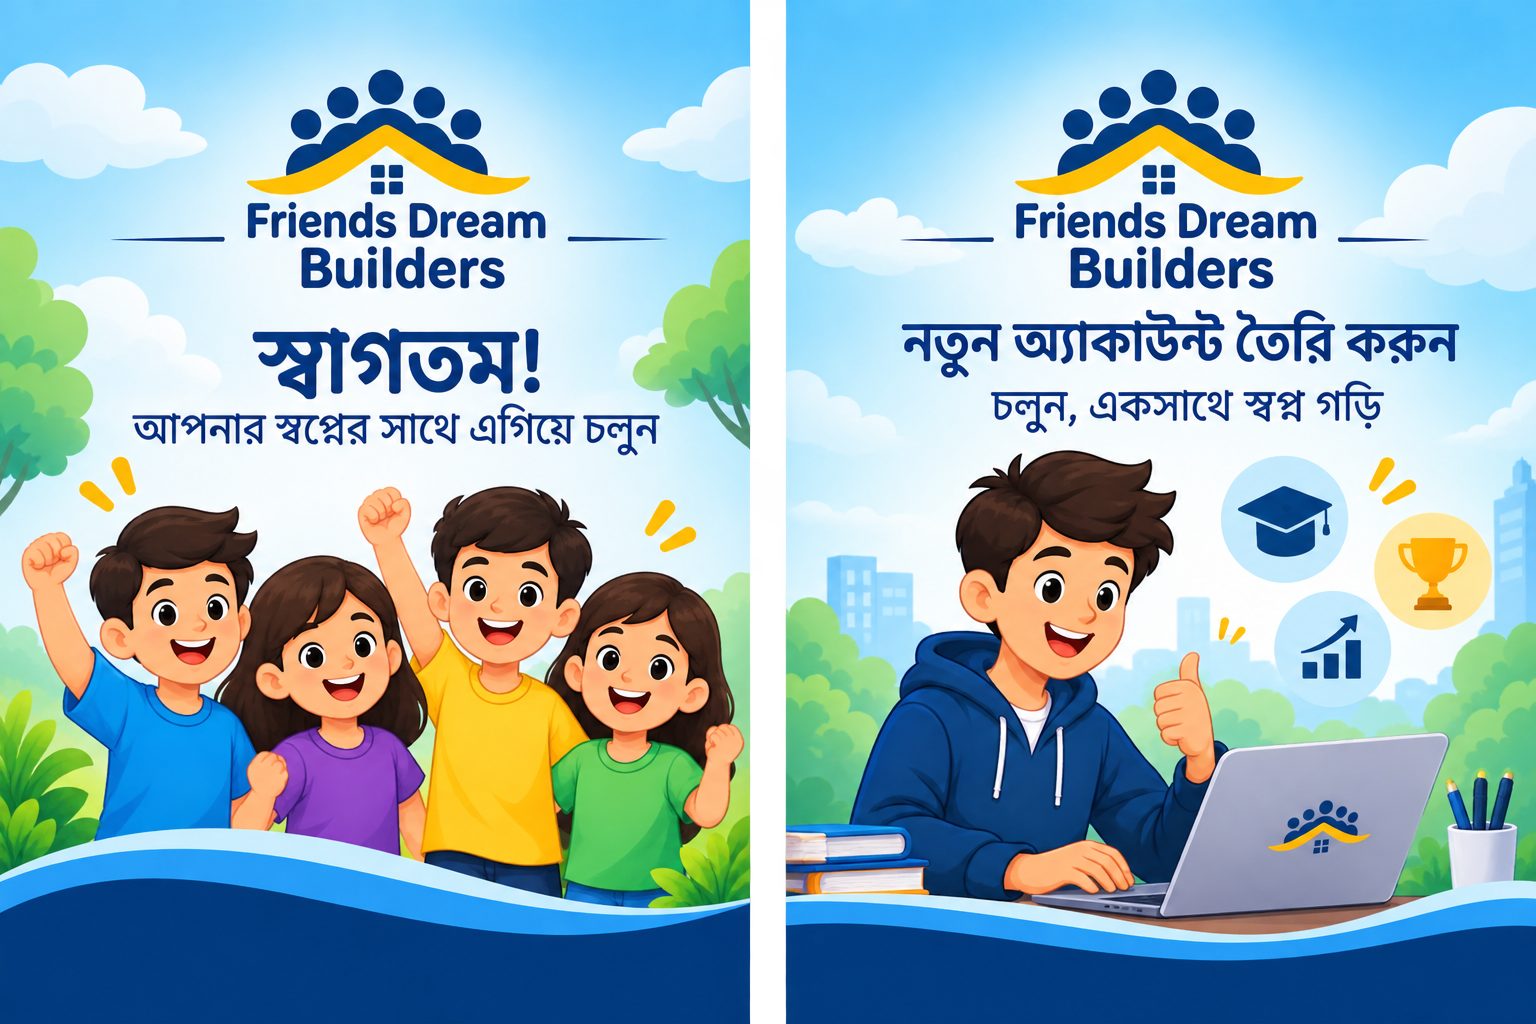 Friends Dream
Builders
স্বাগতম!
আপনার স্বপ্নের সাথে এগিয়ে চলুন
Friends Dream
Builders
নতুন অ্যাকাউন্ট তৈরি করুন
চলুন, একসাথে স্বপ্ন গড়ি